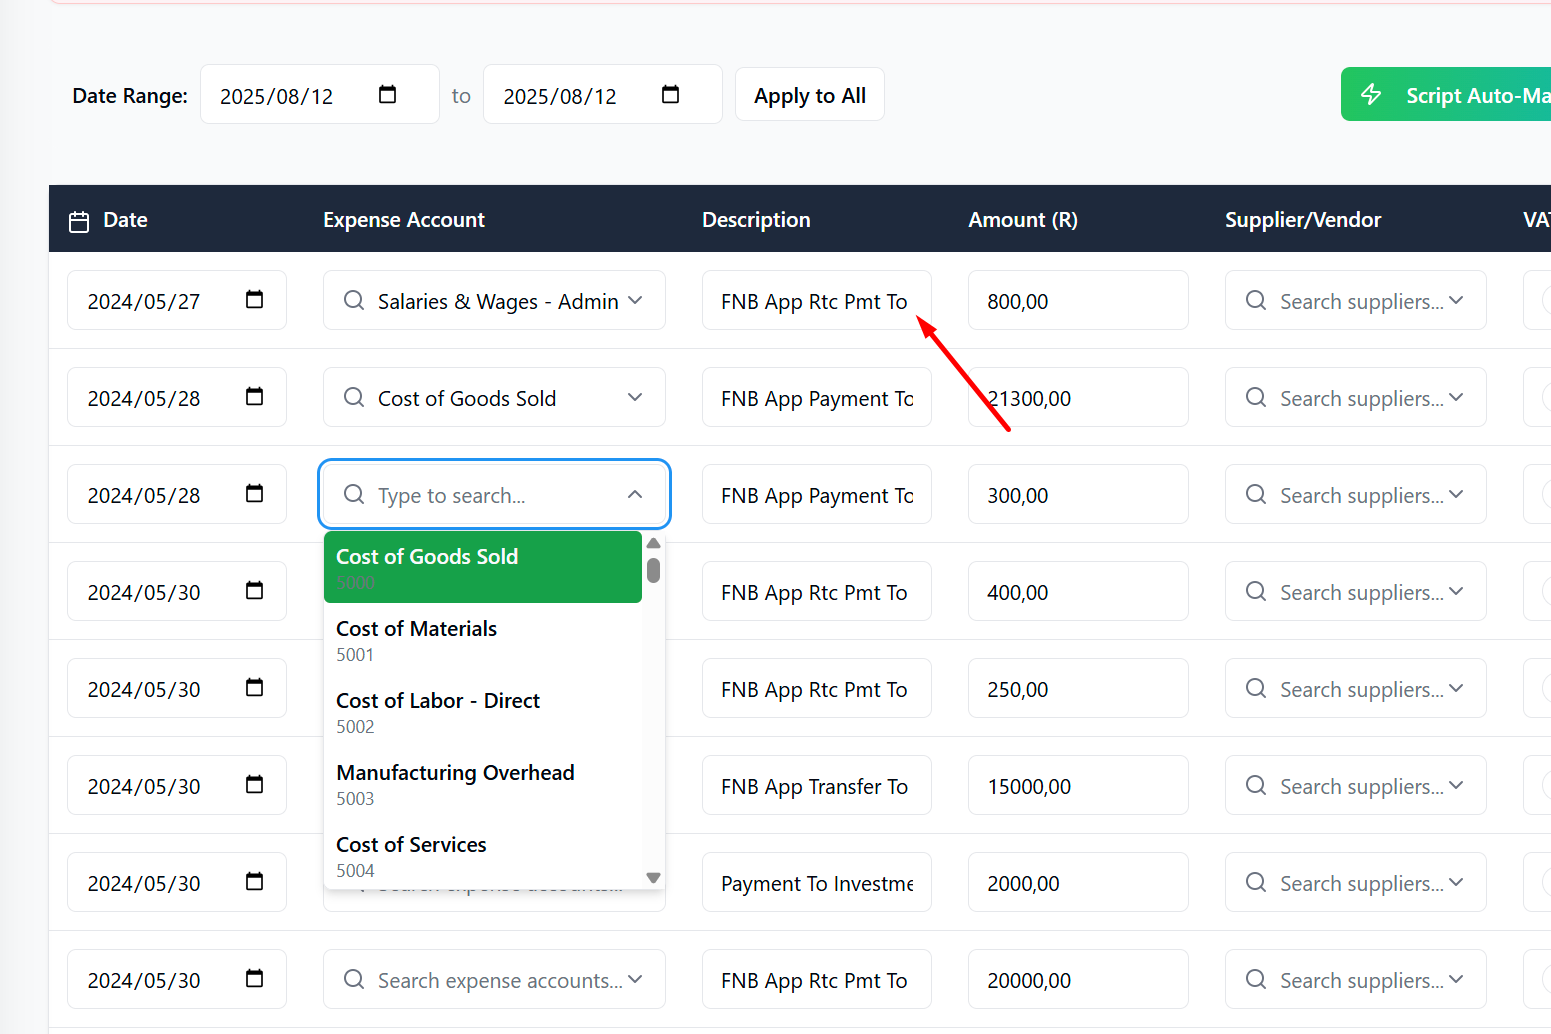 Date Range: 2025/08/12 to 2025/08/12 Apply to All Script Auto-Ma
Date Expense Account Description Amount (R) Supplier/Vendor VAT
2024/05/27 Salaries & Wages - Admin FNB App Rtc Pmt To 800,00 Search suppliers...
2024/05/28 Cost of Goods Sold FNB App Payment To 21300,00 Search suppliers...
2024/05/28 Type to search... FNB App Payment To 300,00 Search suppliers...
Cost of Goods Sold
5000
2024/05/30 FNB App Rtc Pmt To 400,00 Search suppliers...
Cost of Materials
5001
2024/05/30 FNB App Rtc Pmt To 250,00 Search suppliers...
Cost of Labor - Direct
5002
2024/05/30 FNB App Transfer To 15000,00 Search suppliers...
Manufacturing Overhead
5003
Cost of Services
5004
2024/05/30 Search expense accounts... Payment To Investme 2000,00 Search suppliers...
2024/05/30 Search expense accounts... FNB App Rtc Pmt To 20000,00 Search suppliers...